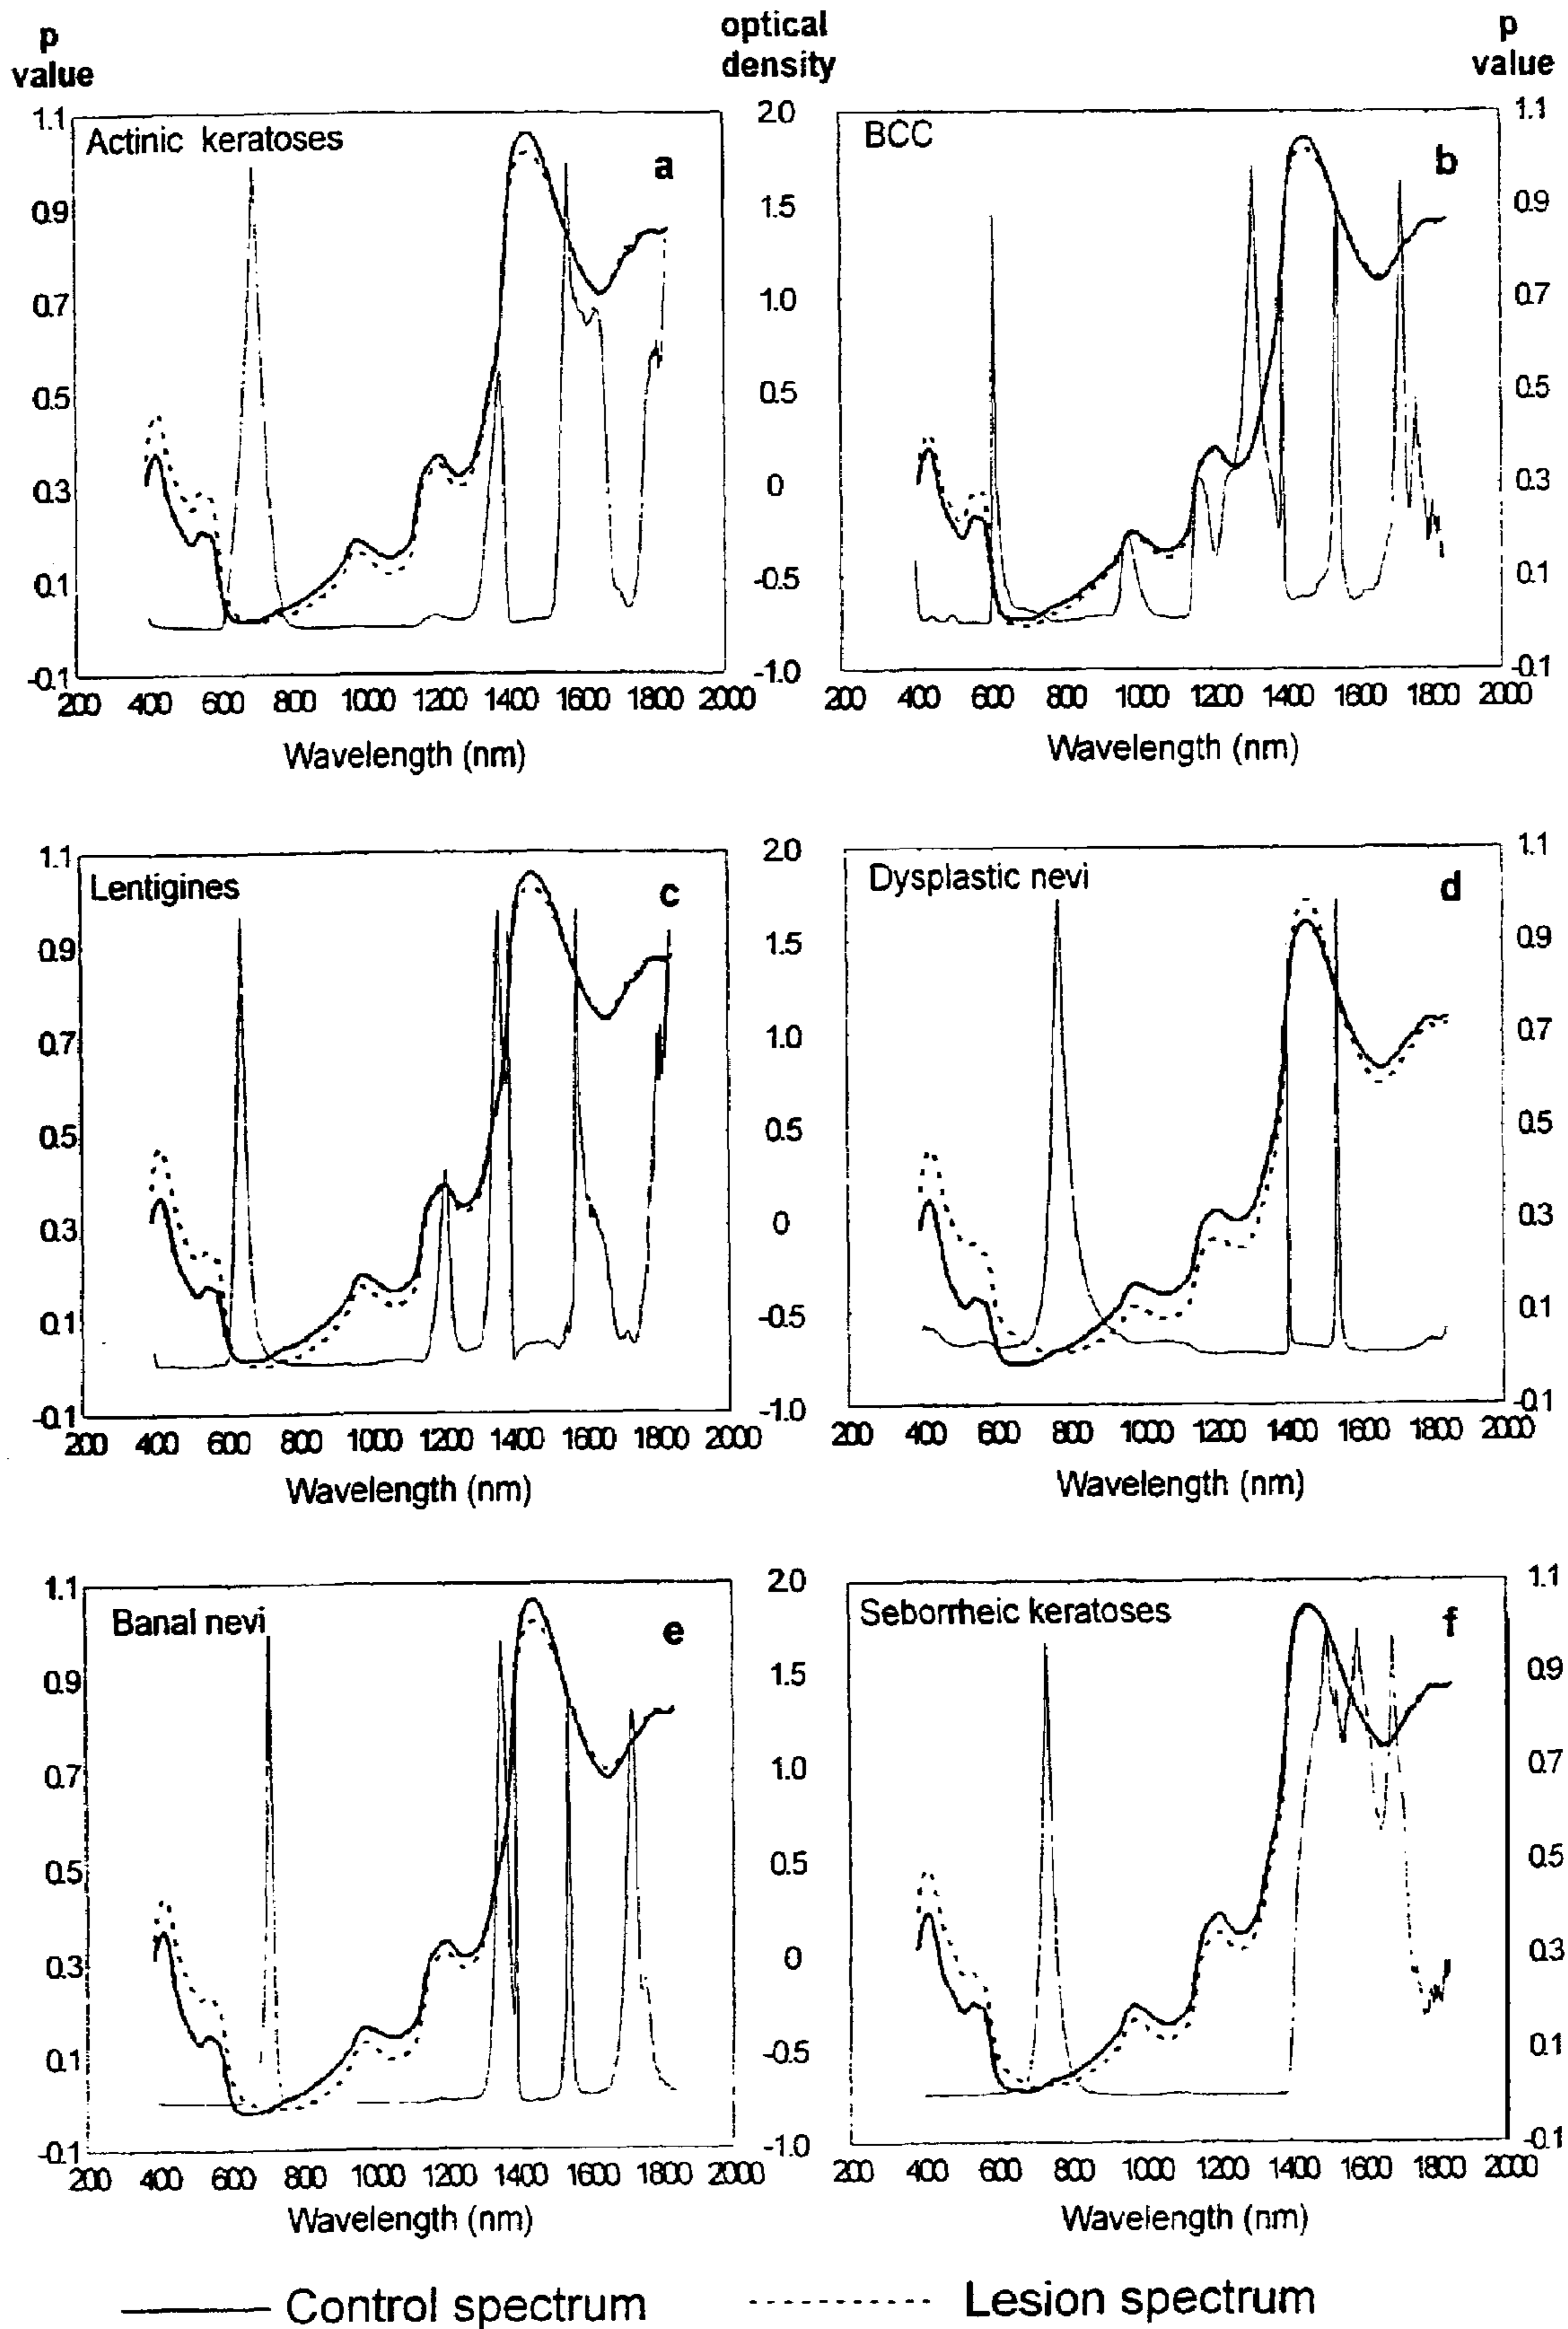 p value
optical density
p value
1.1 0.9 0.7 0.5 0.3 0.1 -0.1
Actinic keratoses
a
2.0 1.5 1.0 0.5 0 -0.5 -1.0
BCC
b
1.1 0.9 0.7 0.5 0.3 0.1 -0.1
200 400 600 800 1000 1200 1400 1600 1800 2000
200 400 600 800 1000 1200 1400 1600 1800 2000
Wavelength (nm)
Wavelength (nm)
1.1 0.9 0.7 0.5 0.3 0.1 -0.1
Lentigines
c
2.0 1.5 1.0 0.5 0 -0.5 -1.0
Dysplastic nevi
d
1.1 0.9 0.7 0.5 0.3 0.1 -0.1
200 400 600 800 1000 1200 1400 1600 1800 2000
200 400 600 800 1000 1200 1400 1600 1800 2000
Wavelength (nm)
Wavelength (nm)
1.1 0.9 0.7 0.5 0.3 0.1 -0.1
Banal nevi
e
2.0 1.5 1.0 0.5 0 -0.5 -1.0
Seborrheic keratoses
f
1.1 0.9 0.7 0.5 0.3 0.1 -0.1
200 400 600 800 1000 1200 1400 1600 1800 2000
200 400 600 800 1000 1200 1400 1600 1800 2000
Wavelength (nm)
Wavelength (nm)
Control spectrum
Lesion spectrum